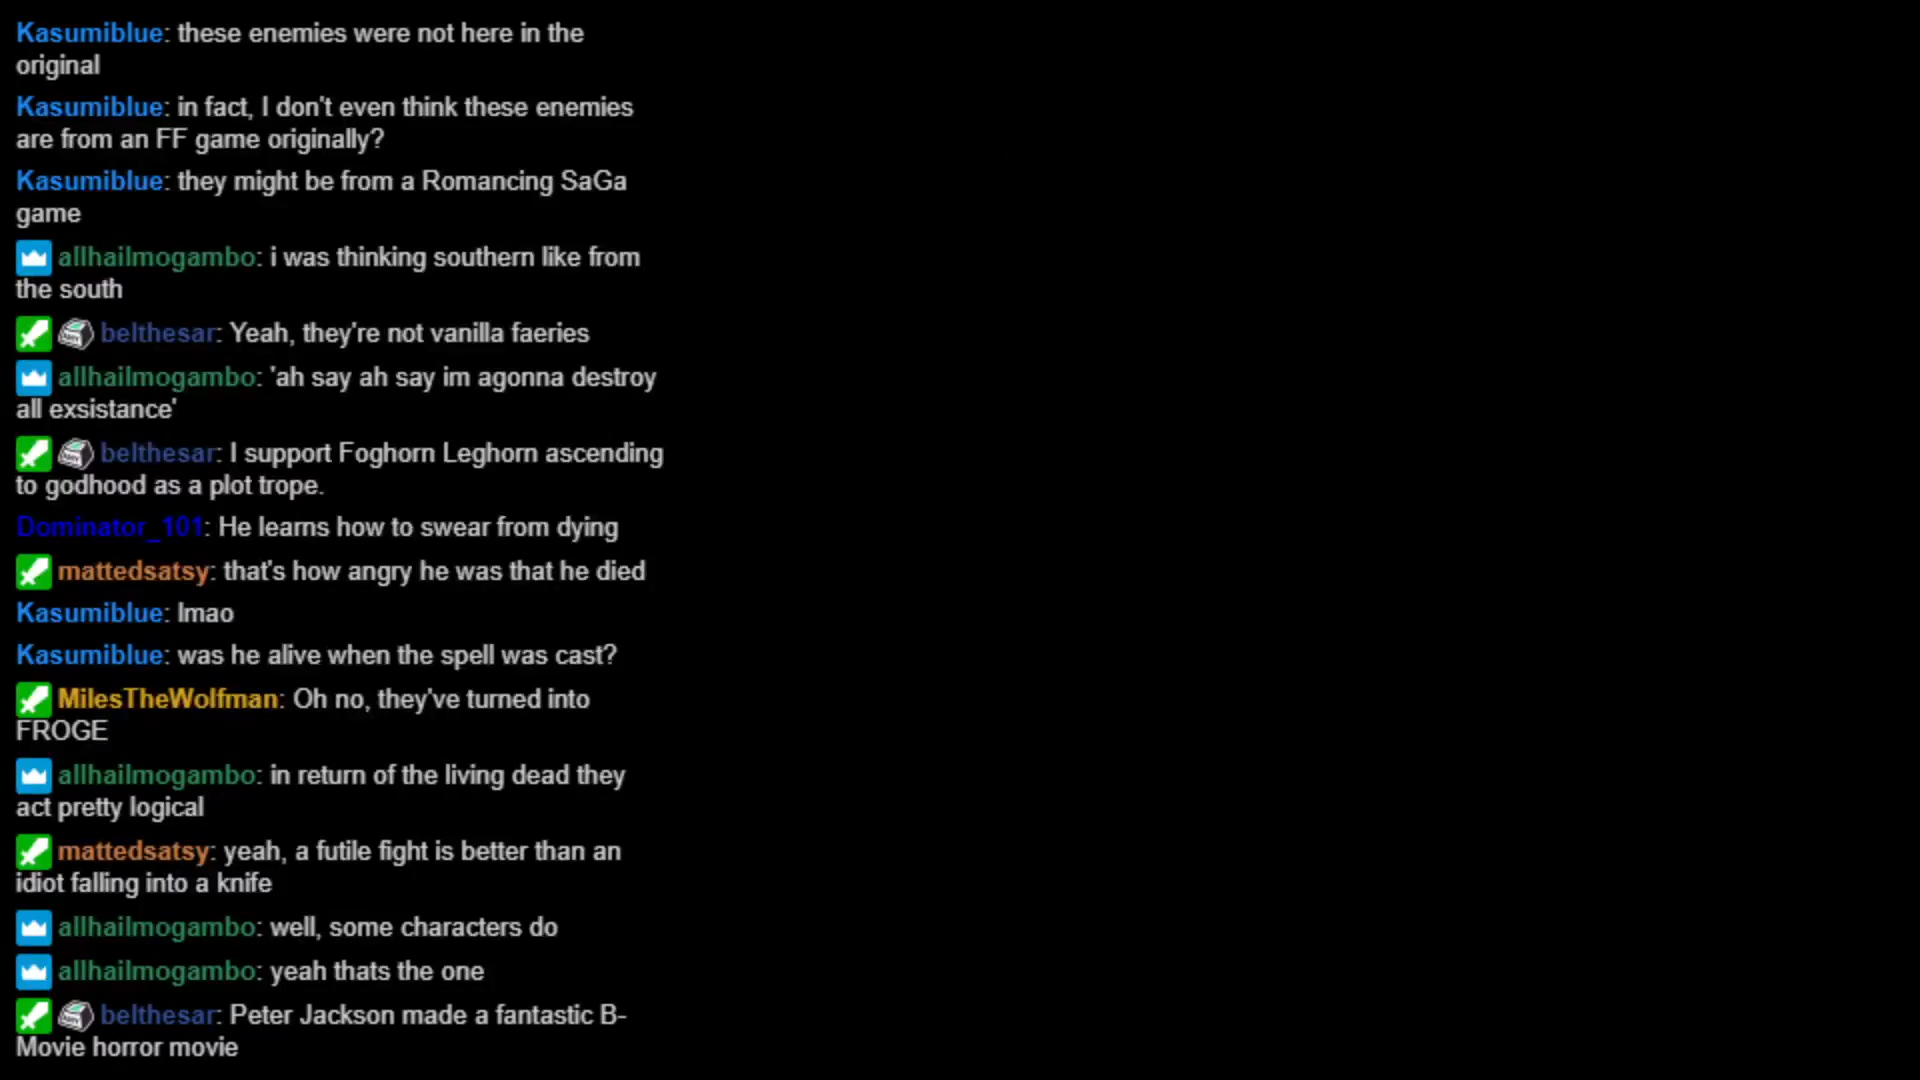 Kasumiblue: these enemies were not here in the
original
Kasumiblue: in fact, I don't even think these enemies
are from an FF game originally?
Kasumiblue: they might be from a Romancing SaGa
game
allhailmogambo: i was thinking southern like from
the south
belthesar: Yeah, they're not vanilla faeries
allhailmogambo: 'ah say ah say im agonna destroy
all exsistance'
belthesar: I support Foghorn Leghorn ascending
to godhood as a plot trope.
Dominator_101: He learns how to swear from dying
mattedsatsy: that's how angry he was that he died
Kasumiblue: lmao
Kasumiblue: was he alive when the spell was cast?
MilesTheWolfman: Oh no, they've turned into
FROGE
allhailmogambo: in return of the living dead they
act pretty logical
mattedsatsy: yeah, a futile fight is better than an
idiot falling into a knife
allhailmogambo: well, some characters do
allhailmogambo: yeah thats the one
belthesar: Peter Jackson made a fantastic B-
Movie horror movie